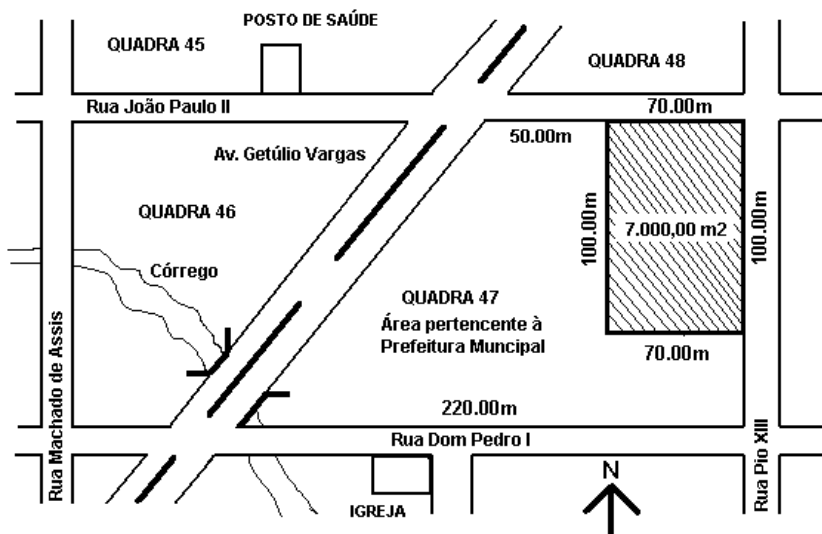 POSTO DE SAÚDE
QUADRA 45
QUADRA 48
Rua João Paulo II
70.00m
50.00m
Av. Getúlio Vargas
QUADRA 46
100.00m
7.000,00 m2
100.00m
Córrego
QUADRA 47
Área pertencente à
Prefeitura Muncipal
70.00m
Rua Machado de Assis
220.00m
Rua Dom Pedro I
Rua Pio XIII
N
IGREJA